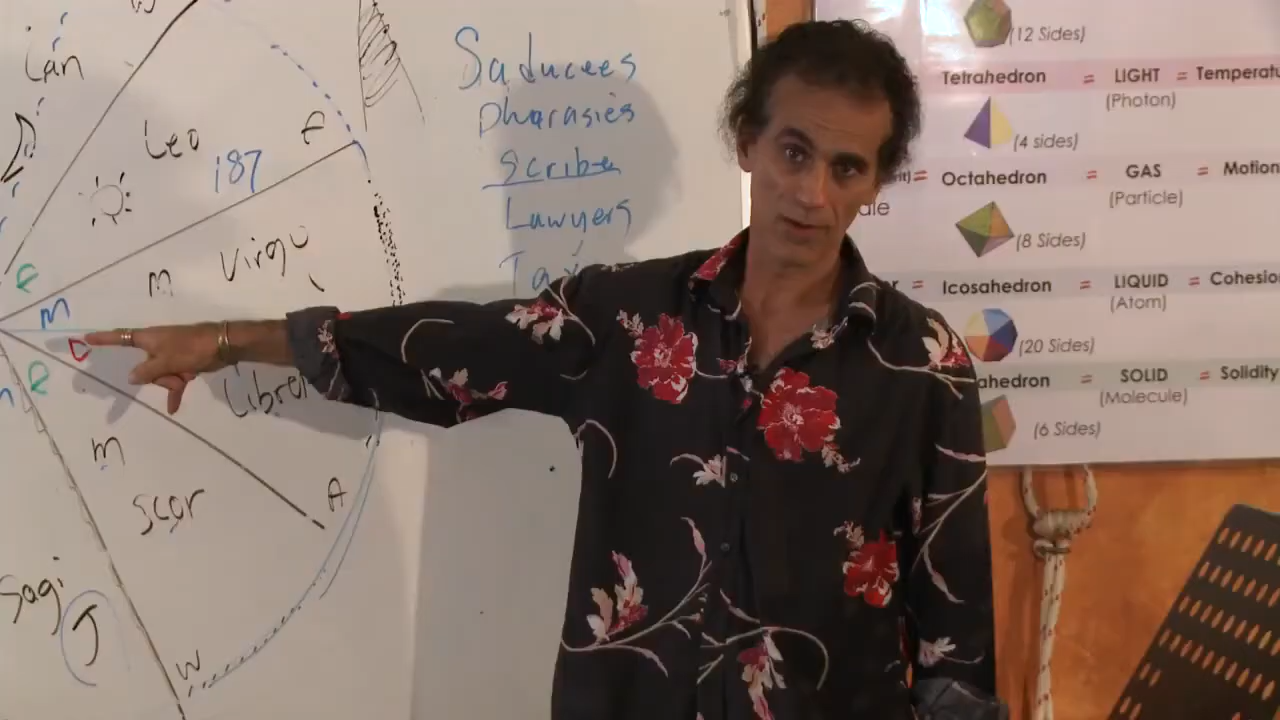 Leo
187
E
Virgo
m
E
M
D
E
Libra
m
Scor
A
Sagi
J
W
Saducees
pharasies
Scribe
Lawyers
Tax
(12 Sides)
Tetrahedron = LIGHT = Temperatu
(Photon)
(4 sides)
Octahedron = GAS = Motion
(Particle)
(8 Sides)
Icosahedron = LIQUID = Cohesio
(Atom)
(20 Sides)
ahedron = SOLID = Solidity
(Molecule)
(6 Sides)